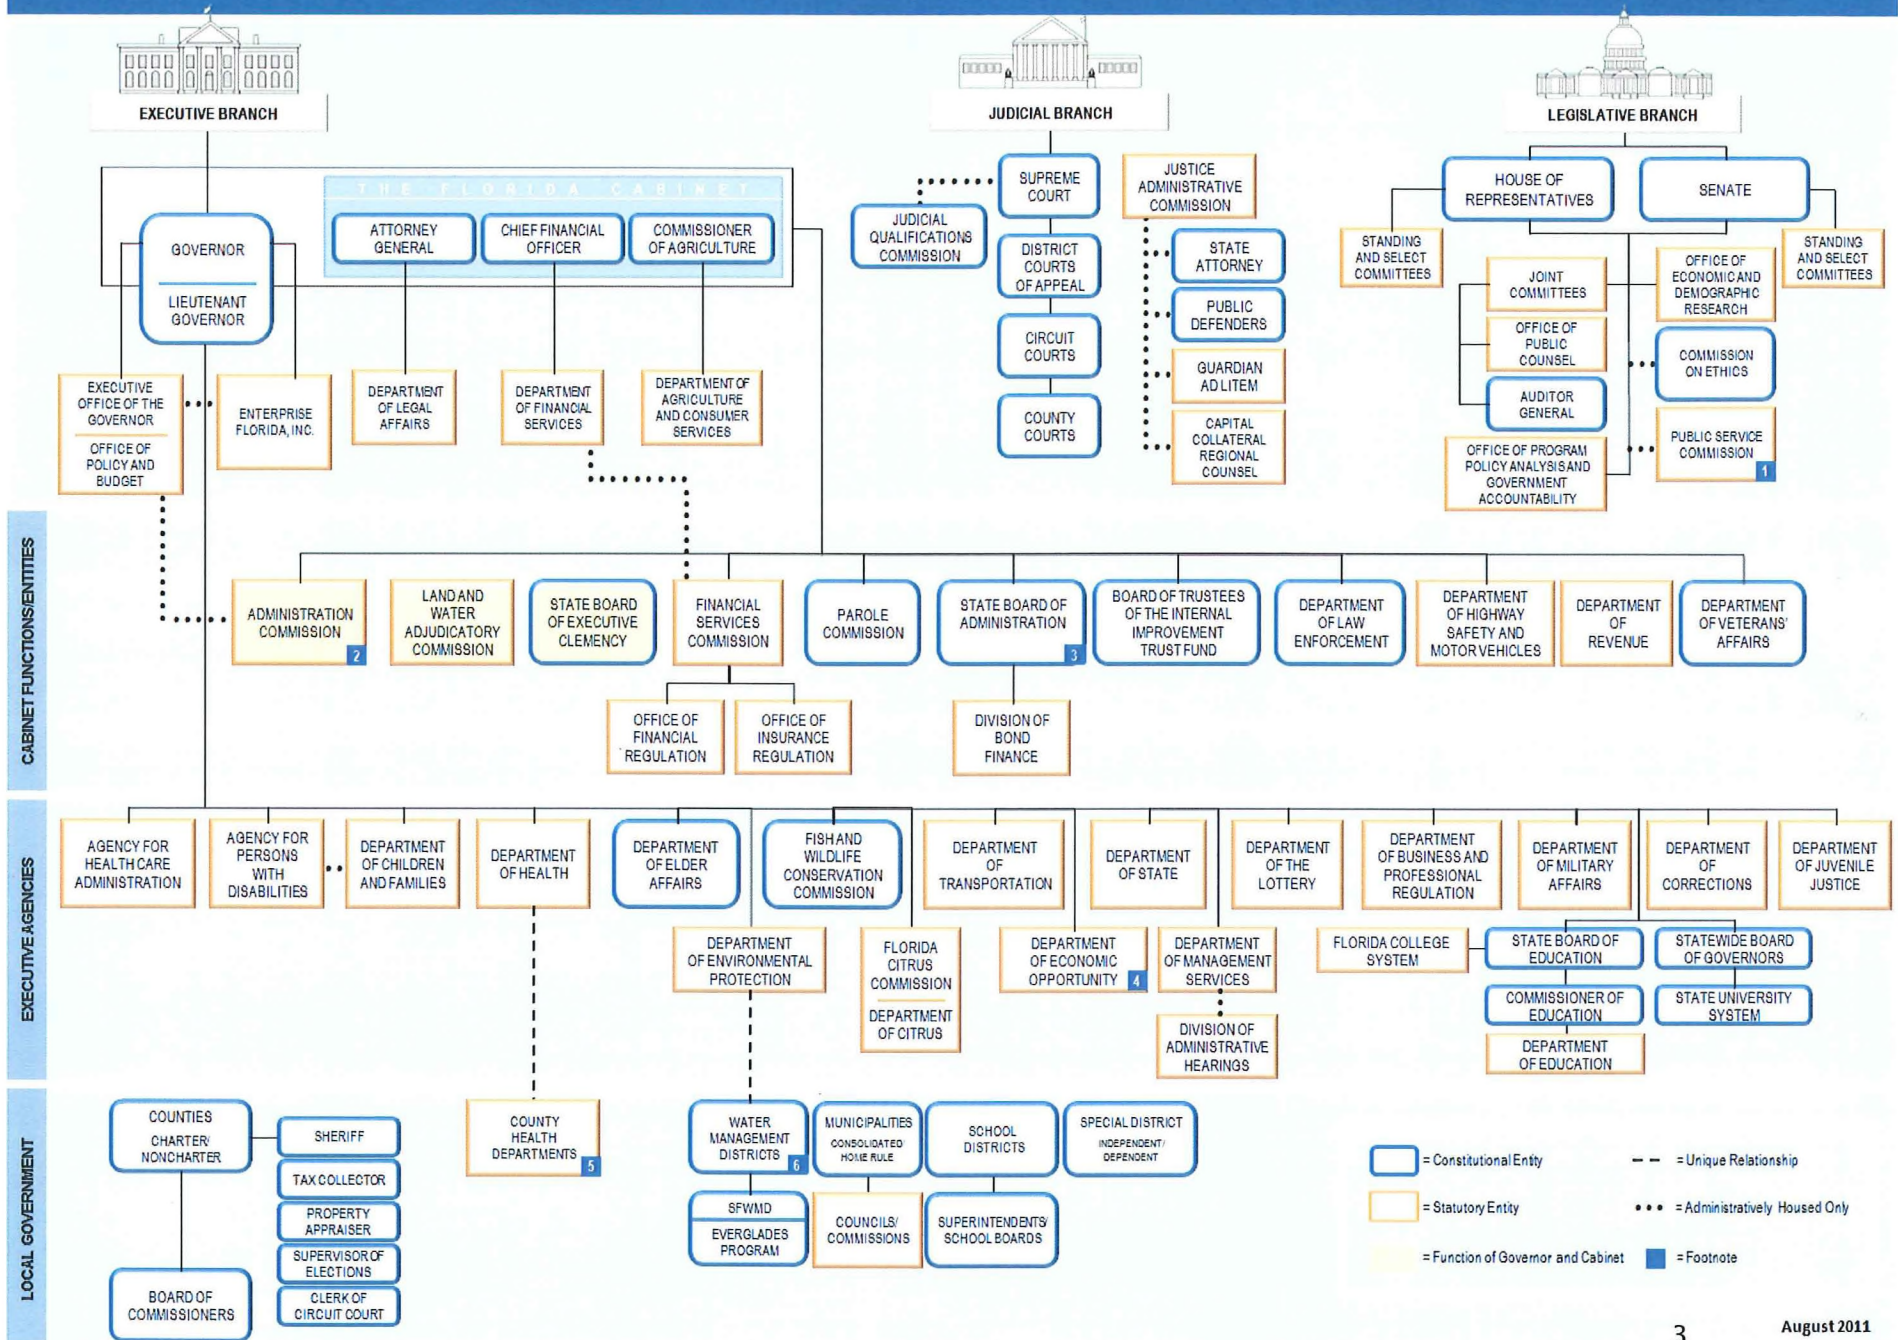 EXECUTIVE BRANCH
JUDICIAL BRANCH
LEGISLATIVE BRANCH
THE FLORIDA CABINET
GOVERNOR
LIEUTENANT
GOVERNOR
ATTORNEY
GENERAL
CHIEF FINANCIAL
OFFICER
COMMISSIONER
OF AGRICULTURE
EXECUTIVE
OFFICE OF THE
GOVERNOR
OFFICE OF
POLICY AND
BUDGET
ENTERPRISE
FLORIDA, INC.
DEPARTMENT
OF LEGAL
AFFAIRS
DEPARTMENT
OF FINANCIAL
SERVICES
DEPARTMENT OF
AGRICULTURE
AND CONSUMER
SERVICES
JUDICIAL
QUALIFICATIONS
COMMISSION
SUPREME
COURT
DISTRICT
COURTS
OF APPEAL
CIRCUIT
COURTS
COUNTY
COURTS
JUSTICE
ADMINISTRATIVE
COMMISSION
STATE
ATTORNEY
PUBLIC
DEFENDERS
GUARDIAN
AD LITEM
CAPITAL
COLLATERAL
REGIONAL
COUNSEL
HOUSE OF
REPRESENTATIVES
SENATE
STANDING
AND SELECT
COMMITTEES
STANDING
AND SELECT
COMMITTEES
JOINT
COMMITTEES
OFFICE OF
PUBLIC
COUNSEL
AUDITOR
GENERAL
OFFICE OF PROGRAM
POLICY ANALYSIS AND
GOVERNMENT
ACCOUNTABILITY
OFFICE OF
ECONOMIC AND
DEMOGRAPHIC
RESEARCH
COMMISSION
ON ETHICS
PUBLIC SERVICE
COMMISSION
1
CABINET FUNCTIONS/ENTITIES
ADMINISTRATION
COMMISSION
2
LAND AND
WATER
ADJUDICATORY
COMMISSION
STATE BOARD
OF EXECUTIVE
CLEMENCY
FINANCIAL
SERVICES
COMMISSION
PAROLE
COMMISSION
STATE BOARD OF
ADMINISTRATION
3
BOARD OF TRUSTEES
OF THE INTERNAL
IMPROVEMENT
TRUST FUND
DEPARTMENT
OF LAW
ENFORCEMENT
DEPARTMENT
OF HIGHWAY
SAFETY AND
MOTOR VEHICLES
DEPARTMENT
OF
REVENUE
DEPARTMENT
OF VETERANS'
AFFAIRS
OFFICE OF
FINANCIAL
REGULATION
OFFICE OF
INSURANCE
REGULATION
DIVISION OF
BOND
FINANCE
EXECUTIVE AGENCIES
AGENCY FOR
HEALTH CARE
ADMINISTRATION
AGENCY FOR
PERSONS
WITH
DISABILITIES
DEPARTMENT
OF CHILDREN
AND FAMILIES
DEPARTMENT
OF HEALTH
DEPARTMENT
OF ELDER
AFFAIRS
FISH AND
WILDLIFE
CONSERVATION
COMMISSION
DEPARTMENT
OF
TRANSPORTATION
DEPARTMENT
OF STATE
DEPARTMENT
OF THE
LOTTERY
DEPARTMENT
OF BUSINESS AND
PROFESSIONAL
REGULATION
DEPARTMENT
OF MILITARY
AFFAIRS
DEPARTMENT
OF
CORRECTIONS
DEPARTMENT
OF JUVENILE
JUSTICE
DEPARTMENT
OF ENVIRONMENTAL
PROTECTION
FLORIDA
CITRUS
COMMISSION
DEPARTMENT
OF CITRUS
DEPARTMENT
OF ECONOMIC
OPPORTUNITY
4
DEPARTMENT
OF MANAGEMENT
SERVICES
DIVISION OF
ADMINISTRATIVE
HEARINGS
FLORIDA COLLEGE
SYSTEM
STATE BOARD OF
EDUCATION
COMMISSIONER OF
EDUCATION
DEPARTMENT
OF EDUCATION
STATEWIDE BOARD
OF GOVERNORS
STATE UNIVERSITY
SYSTEM
LOCAL GOVERNMENT
COUNTIES
CHARTER/
NONCHARTER
BOARD OF
COMMISSIONERS
SHERIFF
TAX COLLECTOR
PROPERTY
APPRAISER
SUPERVISOR OF
ELECTIONS
CLERK OF
CIRCUIT COURT
COUNTY
HEALTH
DEPARTMENTS
5
WATER
MANAGEMENT
DISTRICTS
6
SFWMD
EVERGLADES
PROGRAM
MUNICIPALITIES
CONSOLIDATED/
HOME RULE
COUNCILS/
COMMISSIONS
SCHOOL
DISTRICTS
SUPERINTENDENTS/
SCHOOL BOARDS
SPECIAL DISTRICT
INDEPENDENT/
DEPENDENT
= Constitutional Entity
= Statutory Entity
= Function of Governor and Cabinet
= Unique Relationship
= Administratively Housed Only
= Footnote
3
August 2011